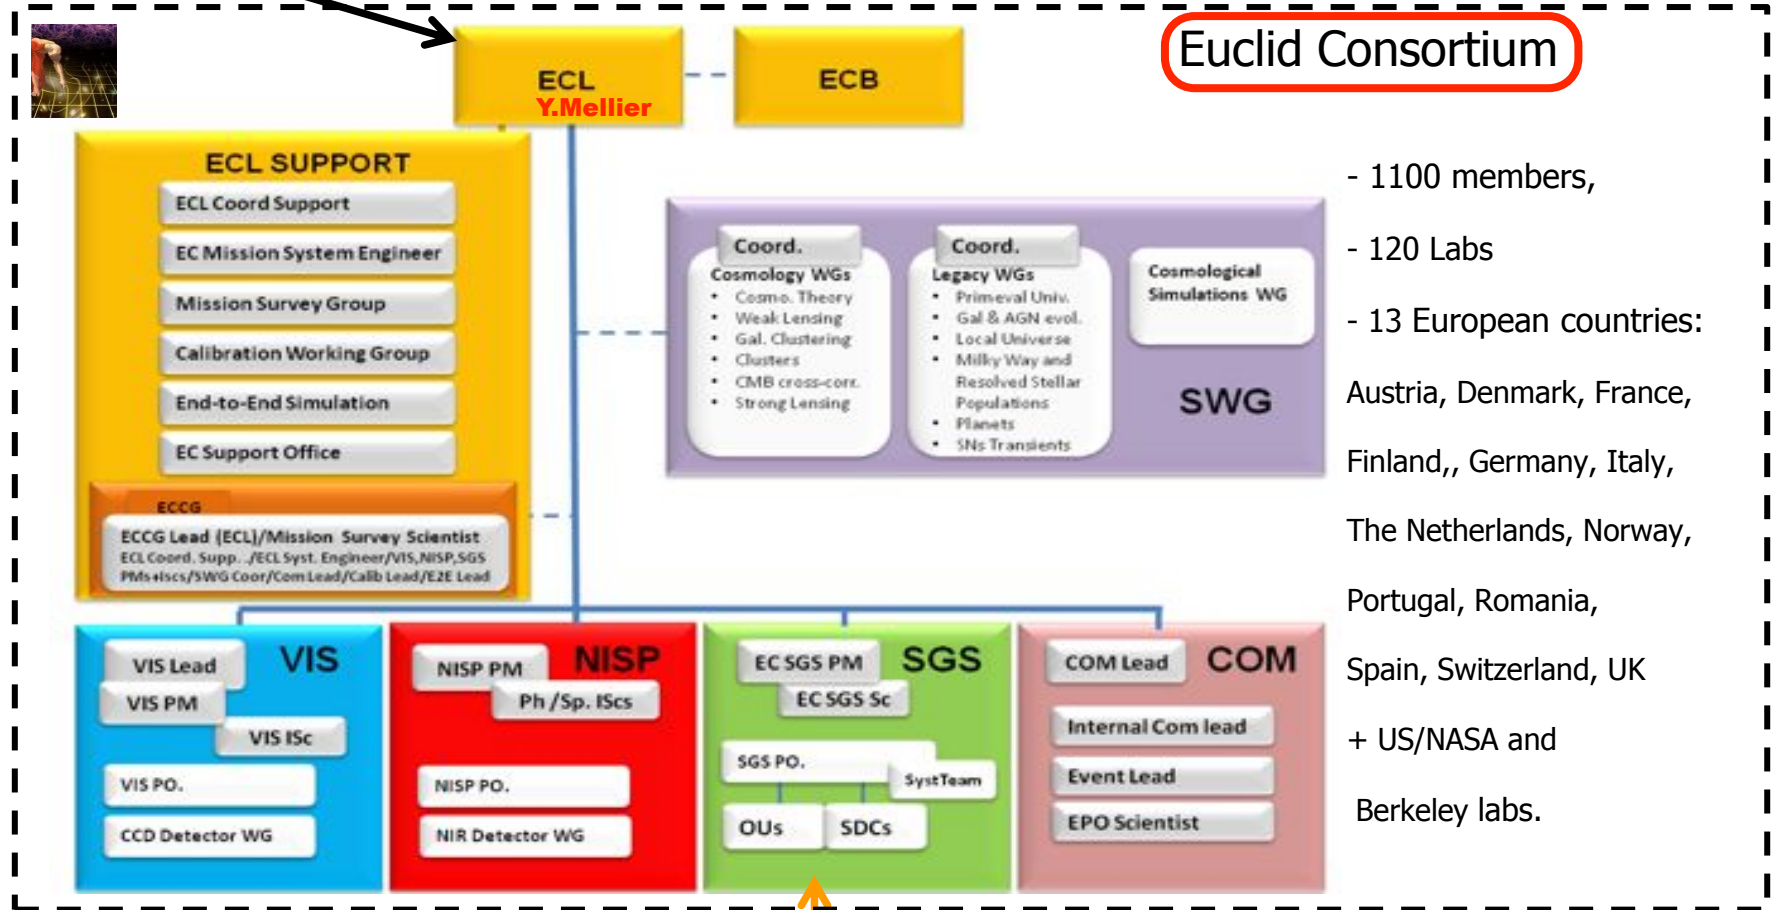 Euclid Consortium
ECL
Y.Mellier
ECB
ECL SUPPORT
ECL Coord Support
EC Mission System Engineer
Mission Survey Group
Calibration Working Group
End-to-End Simulation
EC Support Office
ECCG
ECCG Lead (ECL)/Mission Survey Scientist
ECL Coord. Supp. ./ECL Syst. Engineer/VIS,NISP,SGS
PMs+Iscs/SWG Coor/Com Lead/Calib Lead/E2E Lead
Coord.
Cosmology WGs
• Cosmo. Theory
• Weak Lensing
• Gal. Clustering
• Clusters
• CMB cross-corr.
• Strong Lensing
Coord.
Legacy WGs
• Primeval Univ.
• Gal & AGN evol.
• Local Universe
• Milky Way and
Resolved Stellar
Populations
• Planets
• SNs Transients
Cosmological
Simulations WG
SWG
- 1100 members,
- 120 Labs
- 13 European countries:
Austria, Denmark, France,
Finland,, Germany, Italy,
The Netherlands, Norway,
Portugal, Romania,
Spain, Switzerland, UK
+ US/NASA and
Berkeley labs.
VIS
VIS Lead
VIS PM
VIS ISc
VIS PO.
CCD Detector WG
NISP
NISP PM
Ph /Sp. IScs
NISP PO.
NIR Detector WG
SGS
EC SGS PM
EC SGS Sc
SGS PO.
SystTeam
OUs
SDCs
COM
COM Lead
Internal Com lead
Event Lead
EPO Scientist